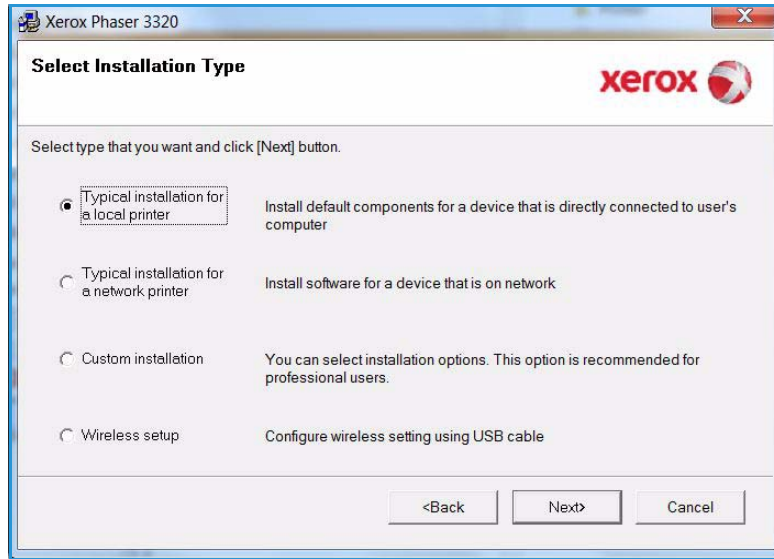 Xerox Phaser 3320
X
Select Installation Type
xerox
Select type that you want and click [Next] button.
Typical installation for
a local printer
Install default components for a device that is directly connected to user's
computer
Typical installation for
a network printer
Install software for a device that is on network
Custom installation
You can select installation options. This option is recommended for
professional users.
Wireless setup
Configure wireless setting using USB cable
<Back
Next>
Cancel